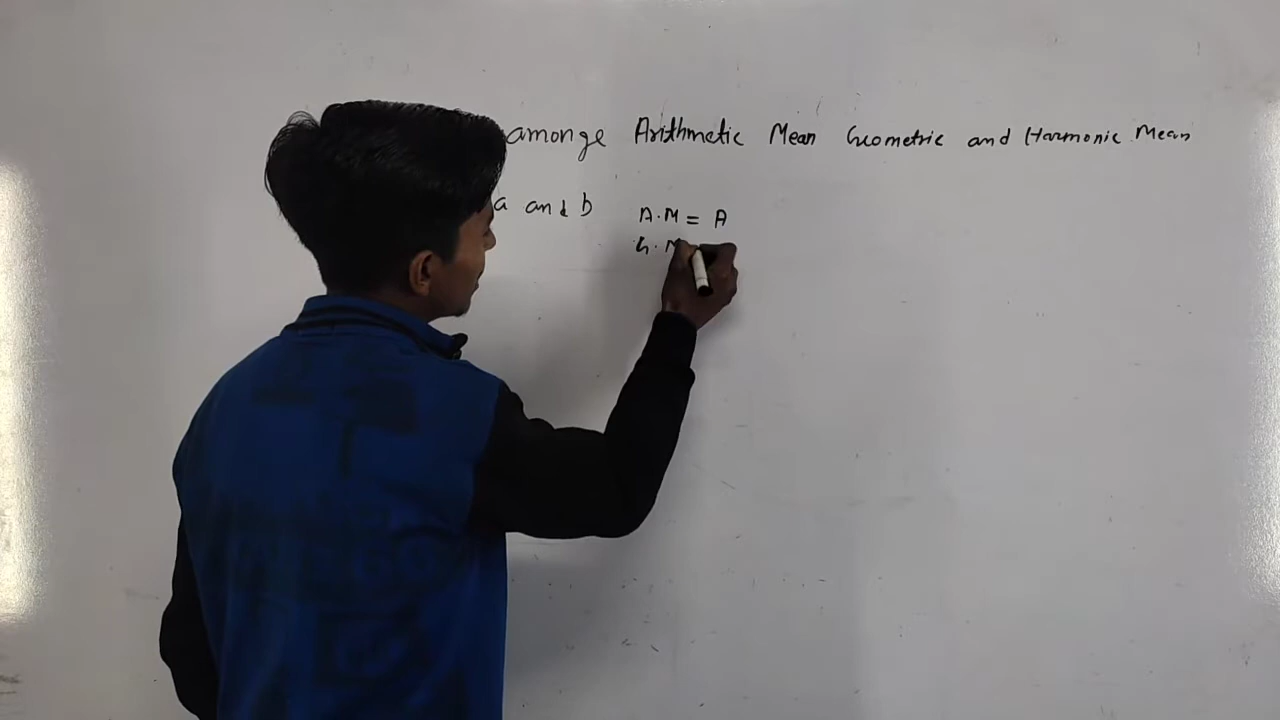 amonge Arithmetic Mean Geometric and Harmonic Mean
a and b
A.M = A
G.M